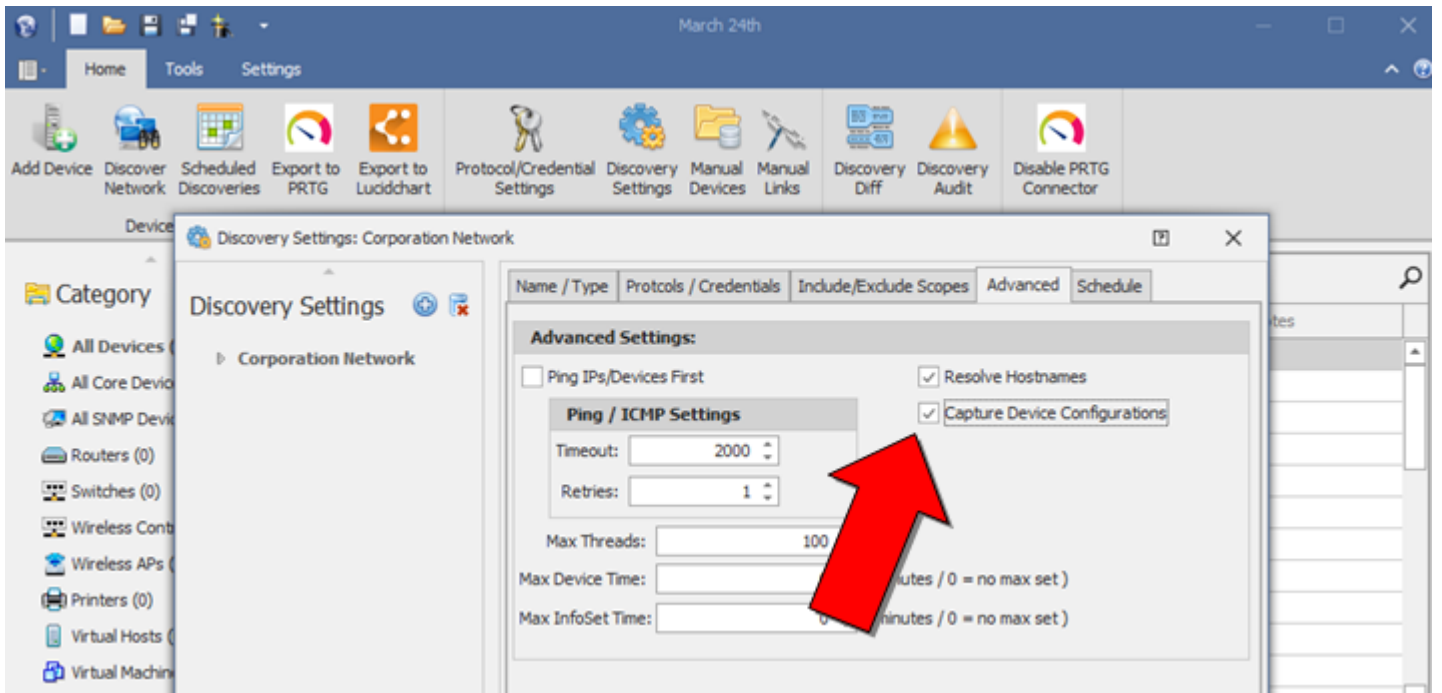 March 24th
Home Tools Settings
Add Device Discover Network Scheduled Discoveries Export to PRTG Export to Lucidchart Protocol/Credential Settings Discovery Settings Manual Devices Manual Links Discovery Diff Discovery Audit Disable PRTG Connector
Device
Discovery Settings: Corporation Network
Category
All Devices (
All Core Devic
All SNMP Devic
Routers (0)
Switches (0)
Wireless Cont
Wireless APs (
Printers (0)
Virtual Hosts (
Virtual Machin
Discovery Settings
Corporation Network
Name / Type Protcols / Credentials Include/Exclude Scopes Advanced Schedule
Advanced Settings:
Ping IPs/Devices First Resolve Hostnames
Ping / ICMP Settings Capture Device Configurations
Timeout: 2000
Retries: 1
Max Threads: 100
Max Device Time: utes / 0 = no max set )
Max InfoSet Time: 0 minutes / 0 = no max set )
tes